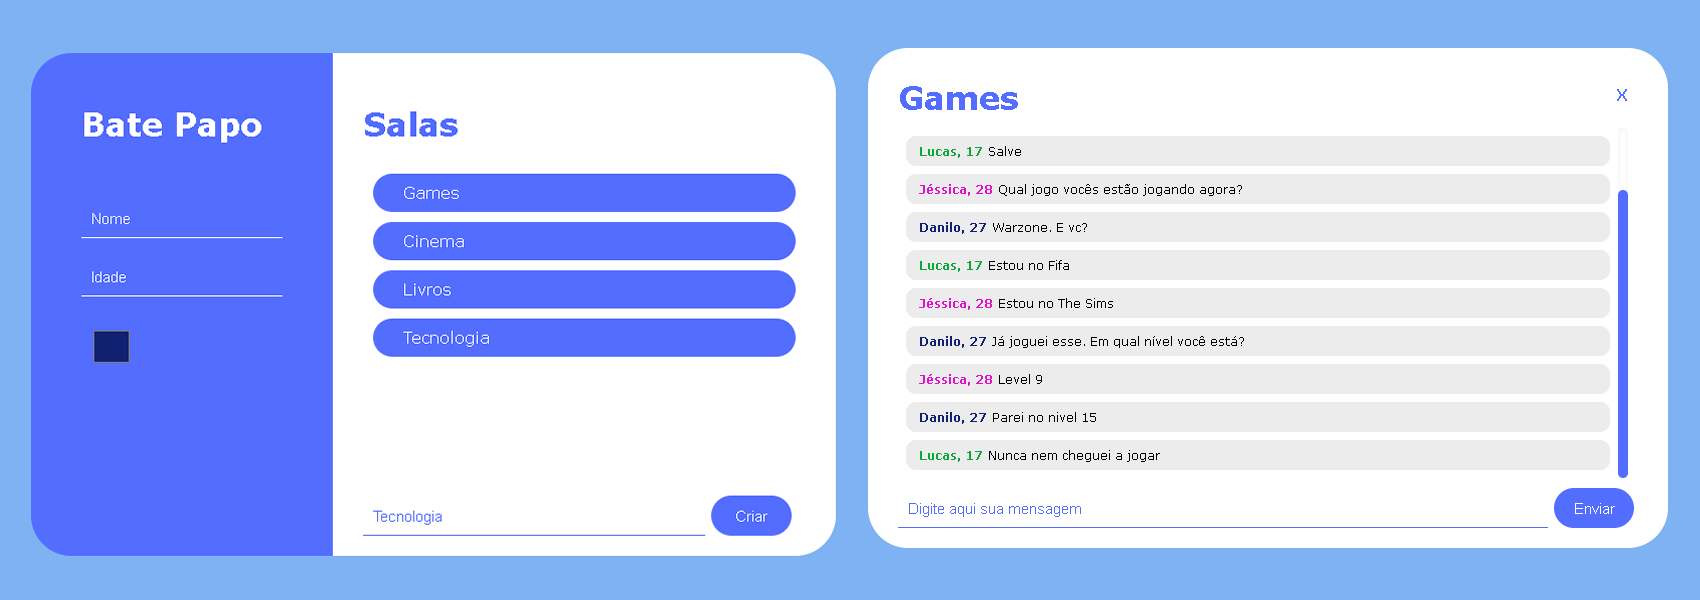 Bate Papo
Nome
Idade
Salas
Games
Cinema
Livros
Tecnologia
Tecnologia
Criar
Games
X
Lucas, 17 Salve
Jéssica, 28 Qual jogo vocês estão jogando agora?
Danilo, 27 Warzone. E vc?
Lucas, 17 Estou no Fifa
Jéssica, 28 Estou no The Sims
Danilo, 27 Já joguei esse. Em qual nível você está?
Jéssica, 28 Level 9
Danilo, 27 Parei no nivel 15
Lucas, 17 Nunca nem cheguei a jogar
Digite aqui sua mensagem
Enviar